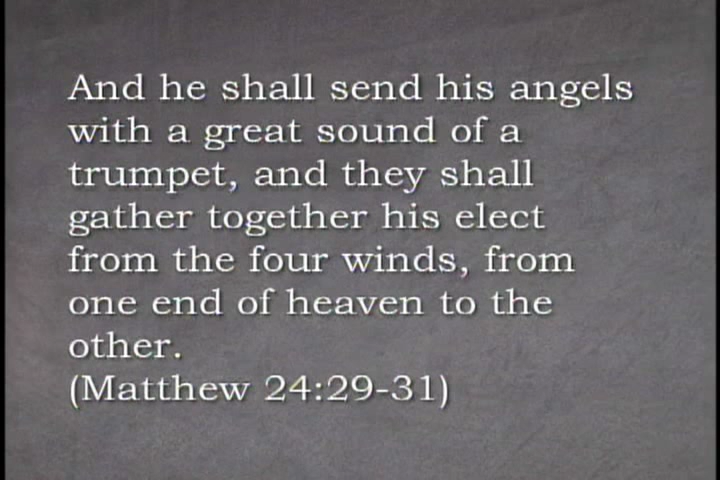 And he shall send his angels
with a great sound of a
trumpet, and they shall
gather together his elect
from the four winds, from
one end of heaven to the
other.
(Matthew 24:29-31)